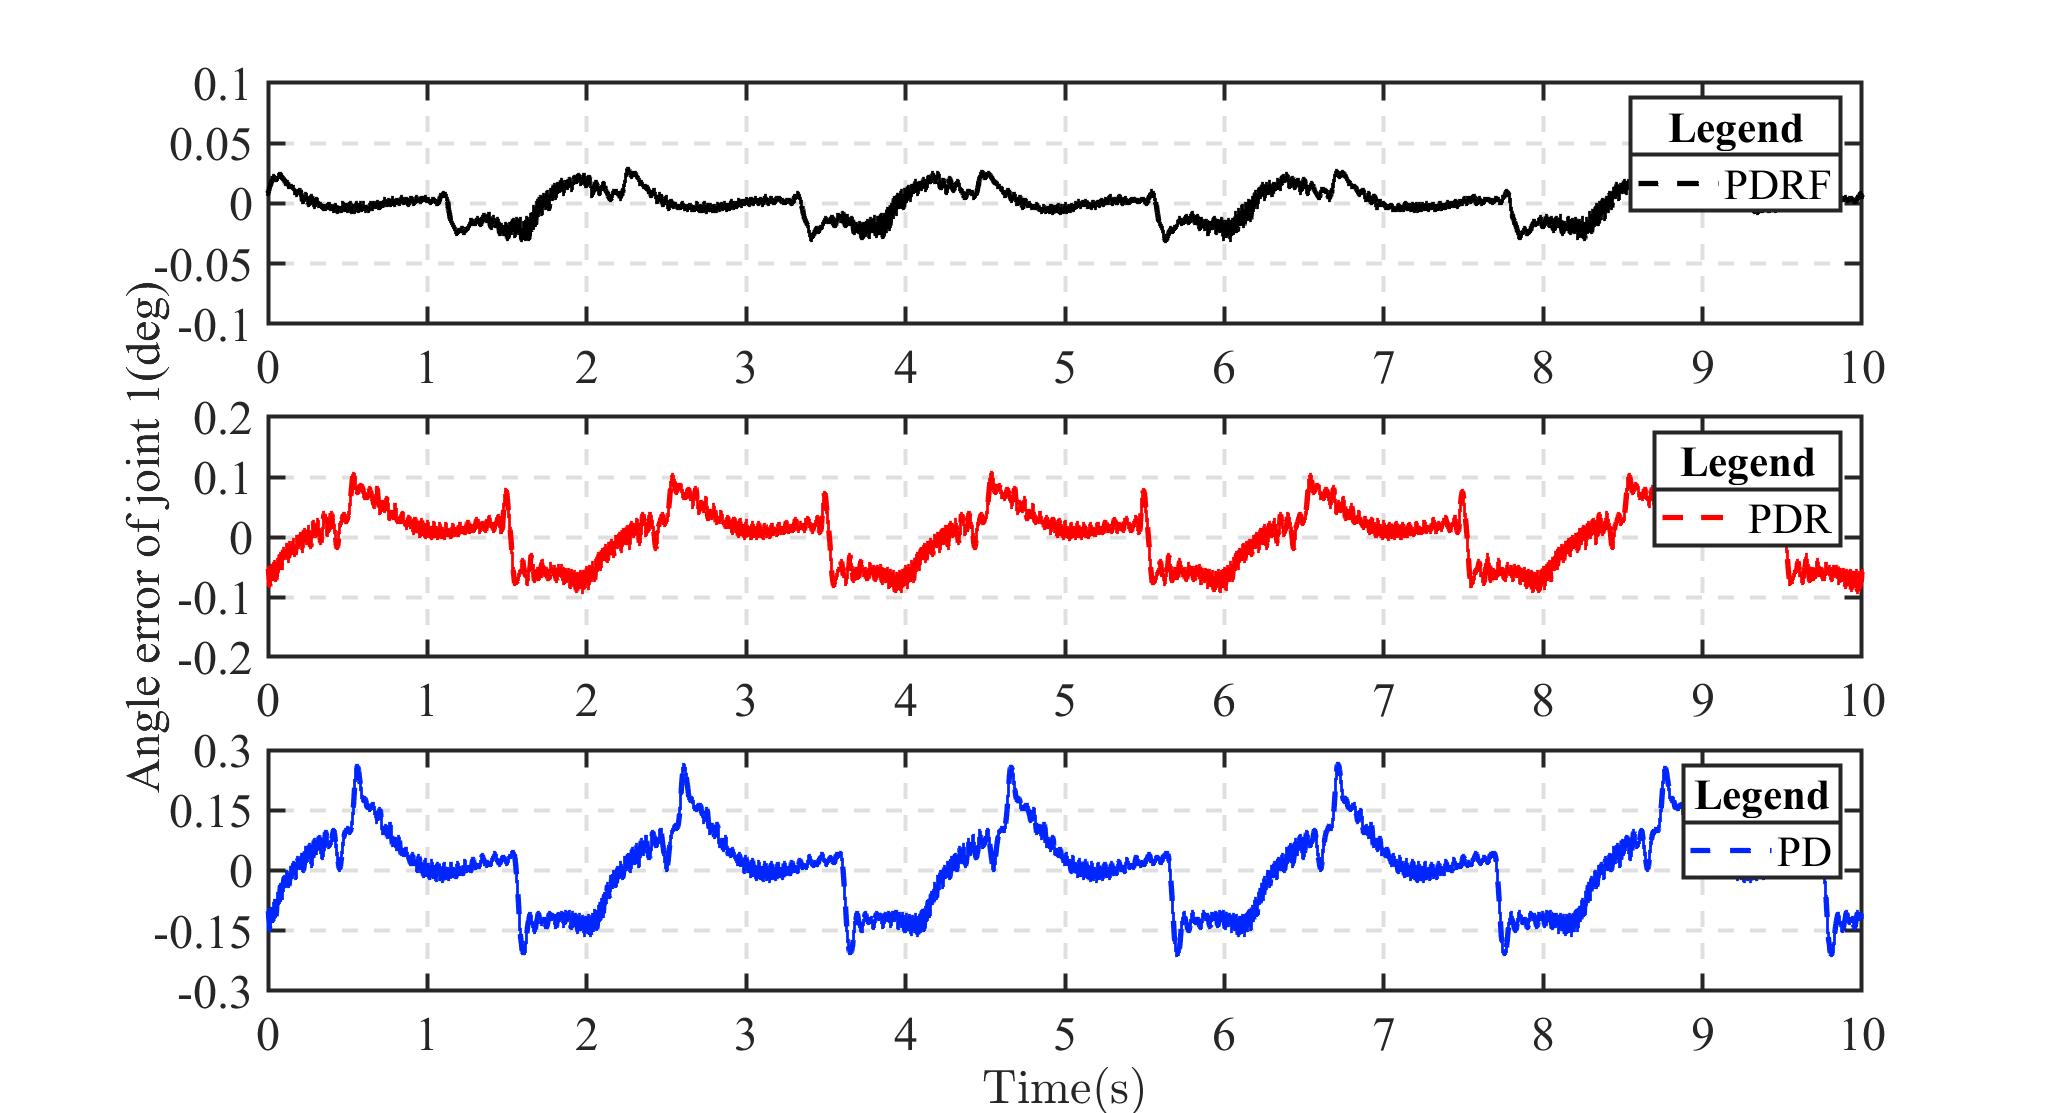 Angle error of joint 1(deg)
0.1
0.05
0
-0.05
-0.1
Legend
PDRF
0 1 2 3 4 5 6 7 8 9 10
0.2
0.1
0
-0.1
-0.2
Legend
PDR
0 1 2 3 4 5 6 7 8 9 10
0.3
0.15
0
-0.15
-0.3
Legend
PD
0 1 2 3 4 5 6 7 8 9 10
Time(s)